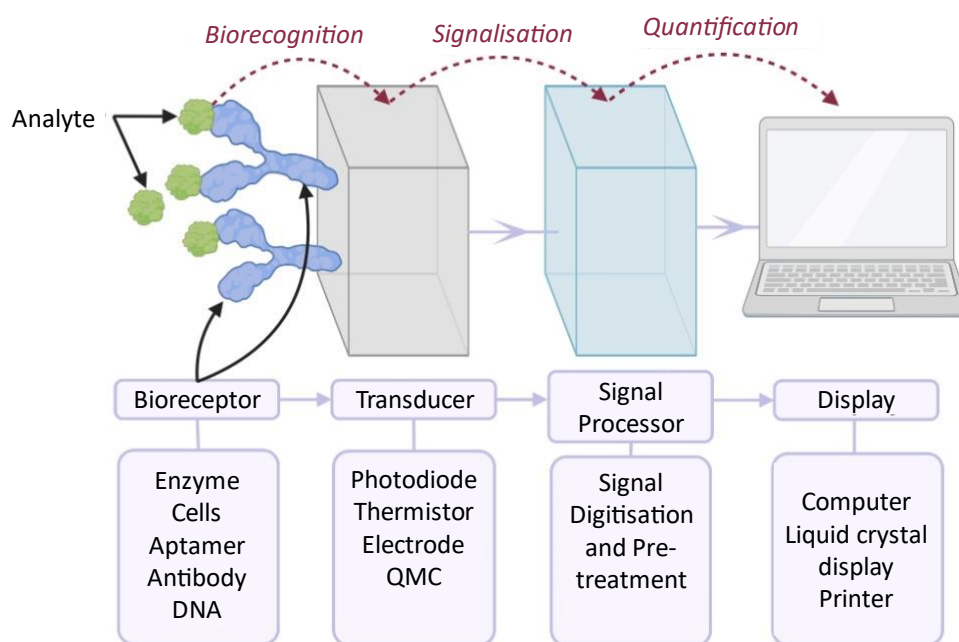 Biorecognition
Signalisation
Quantification
Analyte
Bioreceptor
Transducer
Signal
Processor
Display
Enzyme
Cells
Aptamer
Antibody
DNA
Photodiode
Thermistor
Electrode
QMC
Signal
Digitisation
and Pre-
treatment
Computer
Liquid crystal
display
Printer